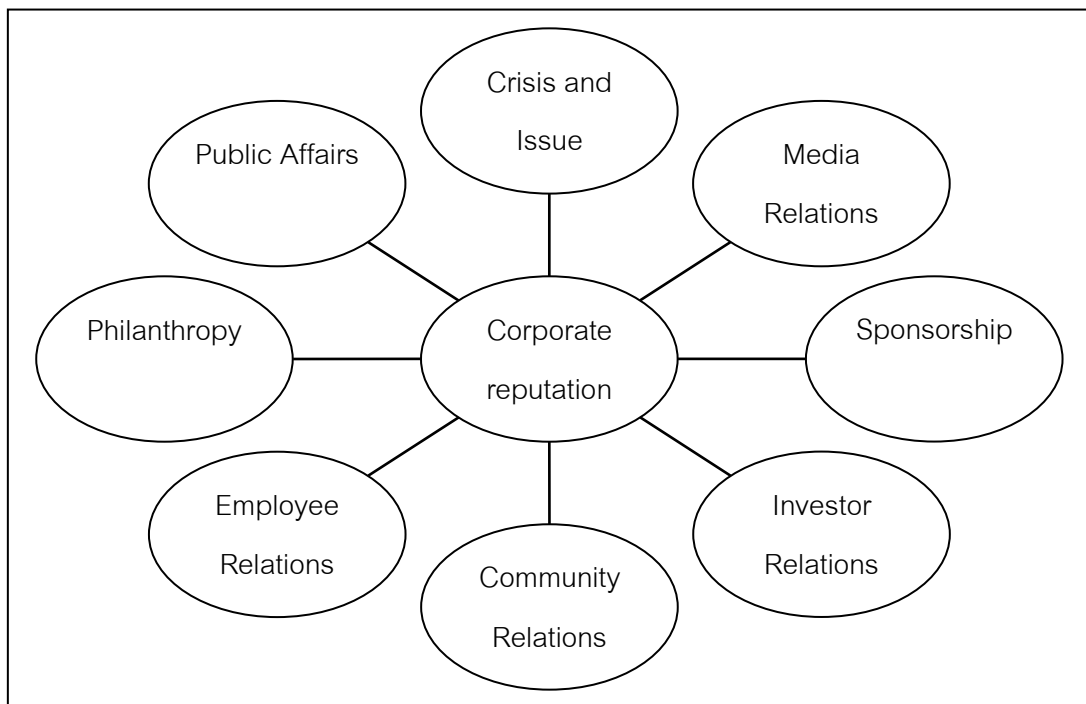 Crisis and
Issue
Public Affairs
Media
Relations
Philanthropy
Corporate
reputation
Sponsorship
Employee
Relations
Investor
Relations
Community
Relations